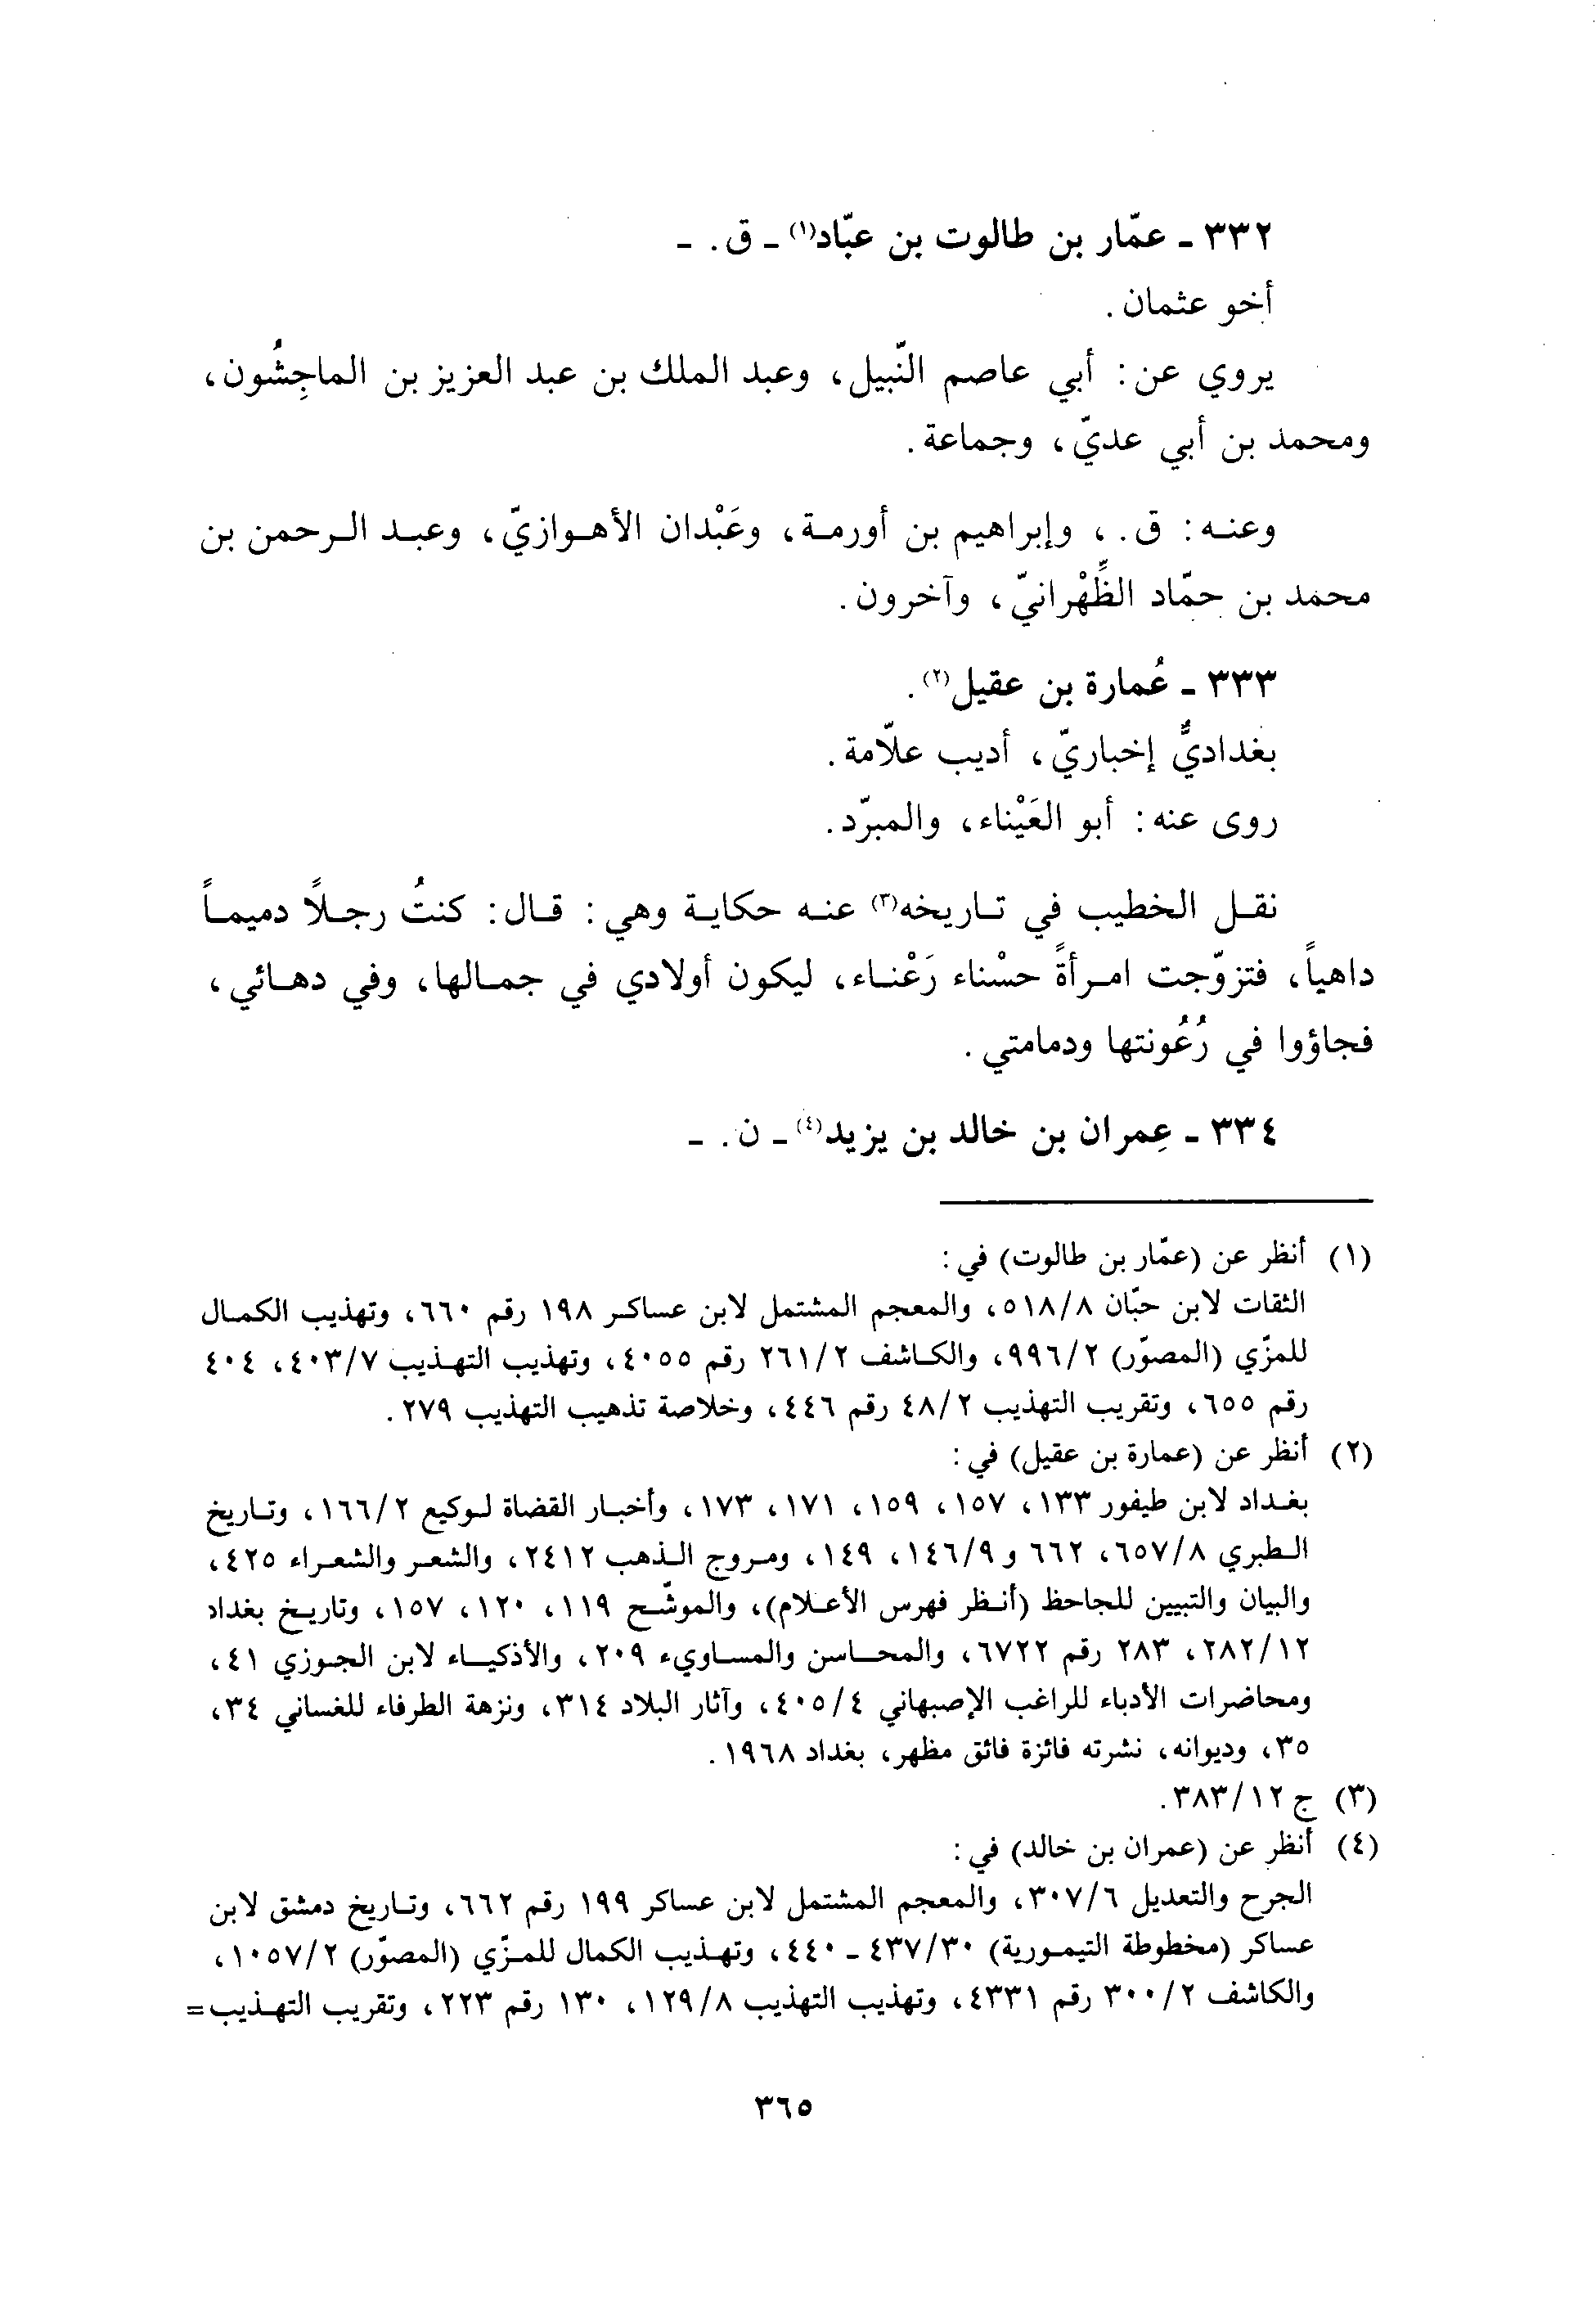 ٣٣٢ ـ عمّار بن طالوت بن عبّاد(١) ـ ق. ـ
أخو عثمان.
يروي عن: أبي عاصم النّبيل، وعبد الملك بن عبد العزيز بن الماجِشُون،
ومحمد بن أبي عديّ، وجماعة.
وعنه: ق. ، وإبراهيم بن أورمة، وعَبْدان الأهوازيّ، وعبد الرحمن بن
محمد بن حمّاد الظِّهْرانيّ، وآخرون.
٣٣٣ ـ عُمارة بن عقيل(٢).
بغداديٌّ إخباريّ، أديب علّامة.
روى عنه: أبو العَيْناء، والمبرّد.
نقل الخطيب في تاريخه(٣) عنه حكاية وهي: قال: كنتُ رجلاً دميماً
داهياً، فتزوّجت امرأةً حسْناء رَعْناء، ليكون أولادي في جمالها، وفي دهائي،
فجاؤوا في رُعُونتها ودمامتي.
٣٣٤ ـ عِمران بن خالد بن يزيد(٤) ـ ن. ـ
(١) أنظر عن (عمّار بن طالوت) في:
الثقات لابن حبّان ٥١٨/٨، والمعجم المشتمل لابن عساكر ١٩٨ رقم ٦٦٠، وتهذيب الكمال
للمزّي (المصوّر) ٩٩٦/٢، والكاشف ٢٦١/٢ رقم ٤٠٥٥، وتهذيب التهذيب ٤٠٣/٧، ٤٠٤
رقم ٦٥٥، وتقريب التهذيب ٤٨/٢ رقم ٤٤٦، وخلاصة تذهيب التهذيب ٢٧٩.
(٢) أنظر عن (عمارة بن عقيل) في:
بغداد لابن طيفور ١٣٣، ١٥٧، ١٥٩، ١٧١، ١٧٣، وأخبار القضاة لوكيع ١٦٦/٢، وتاريخ
الطبري ٦٥٧/٨، ٦٦٢ و ١٤٦/٩، ١٤٩، ومروج الذهب ٢٤١٢، والشعر والشعراء ٤٢٥،
والبيان والتبيين للجاحظ (أنظر فهرس الأعلام)، والموشّح ١١٩، ١٢٠، ١٥٧، وتاريخ بغداد
٢٨٢/١٢، ٢٨٣ رقم ٦٧٢٢، والمحاسن والمساويء ٢٠٩، والأذكياء لابن الجوزي ٤١،
ومحاضرات الأدباء للراغب الإصبهاني ٤٠٥/٤، وآثار البلاد ٣١٤، ونزهة الطرفاء للغساني ٣٤،
٣٥، وديوانه، نشرته فائزة فائق مظهر، بغداد ١٩٦٨.
(٣) ج ٣٨٣/١٢.
(٤) أنظر عن (عمران بن خالد) في:
الجرح والتعديل ٣٠٧/٦، والمعجم المشتمل لابن عساكر ١٩٩ رقم ٦٦٢، وتاريخ دمشق لابن
عساكر (مخطوطة التيمورية) ٤٣٧/٣٠ ـ ٤٤٠، وتهذيب الكمال للمزّي (المصوّر) ١٠٥٧/٢،
والكاشف ٣٠٠/٢ رقم ٤٣٣١، وتهذيب التهذيب ١٢٩/٨، ١٣٠ رقم ٢٢٣، وتقريب التهذيب=
٣٦٥